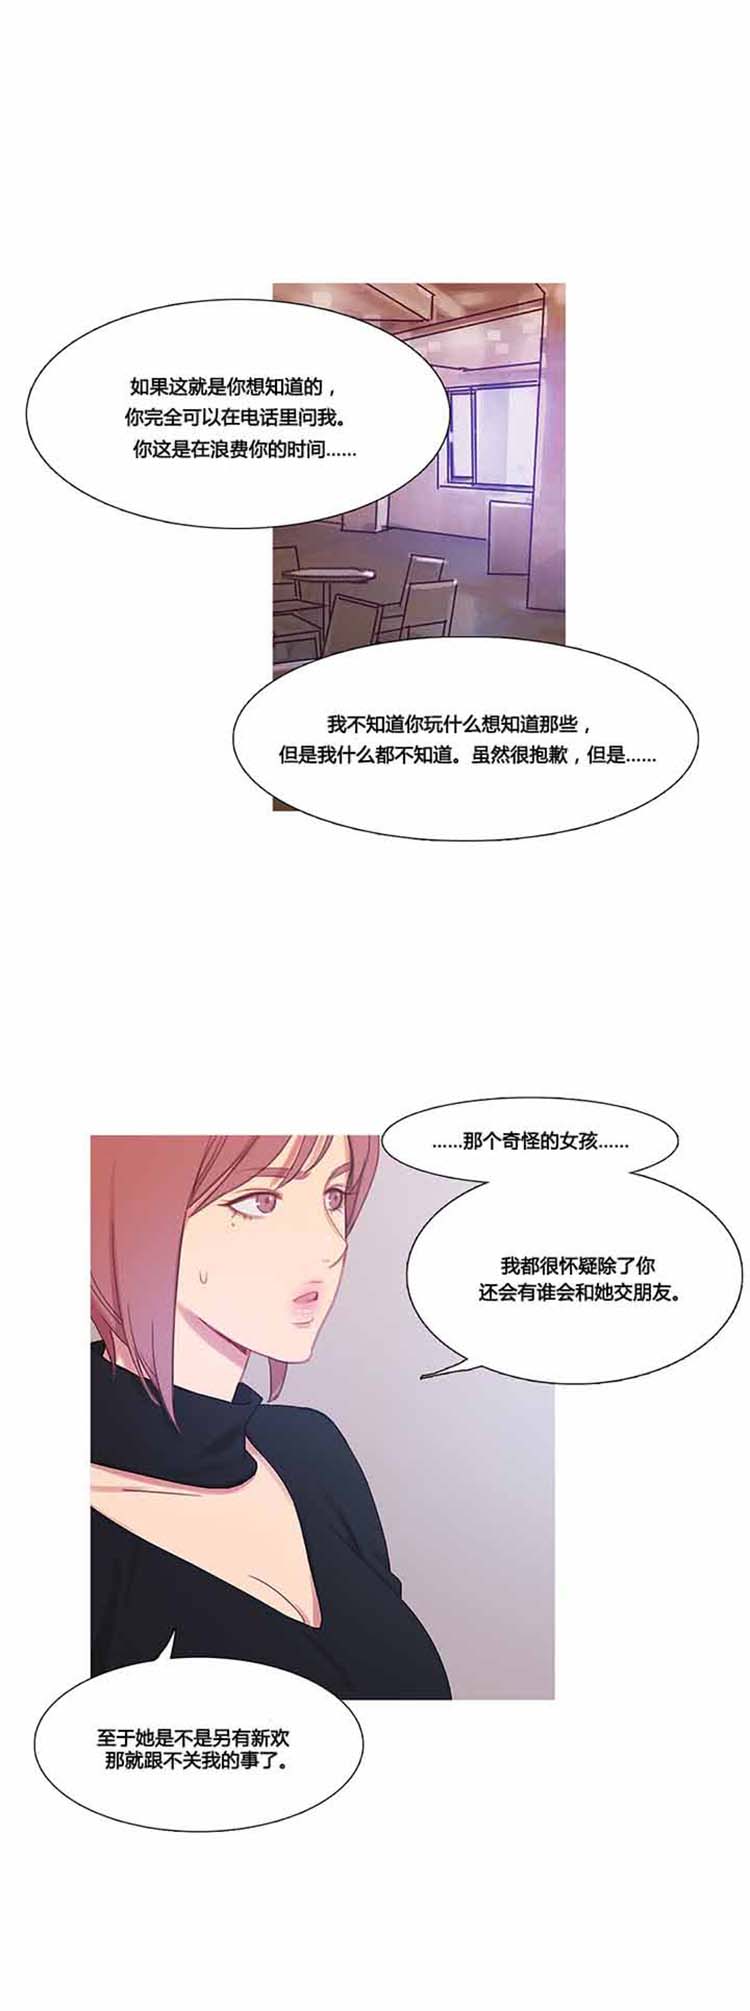 如果这就是你想知道的，
你完全可以在电话里问我。
你这是在浪费你的时间……
我不知道你玩什么想知道那些，
但是我什么都不知道。虽然很抱歉，但是……
……那个奇怪的女孩……
我都很怀疑除了你
还会有谁会和她交朋友。
至于她是不是另有新欢
那就跟不关我的事了。